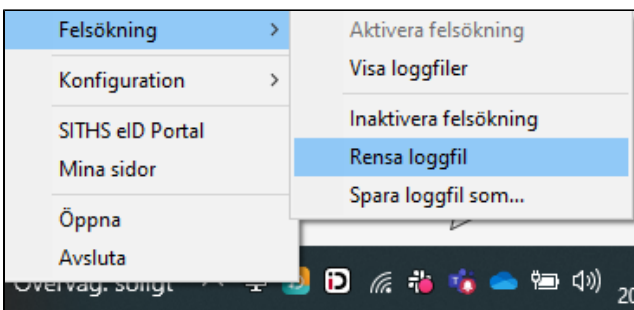 Felsökning
Konfiguration
SITHS eID Portal
Mina sidor
Öppna
Avsluta
Aktivera felsökning
Visa loggfiler
Inaktivera felsökning
Rensa loggfil
Spara loggfil som...
Överväg. soligt
20